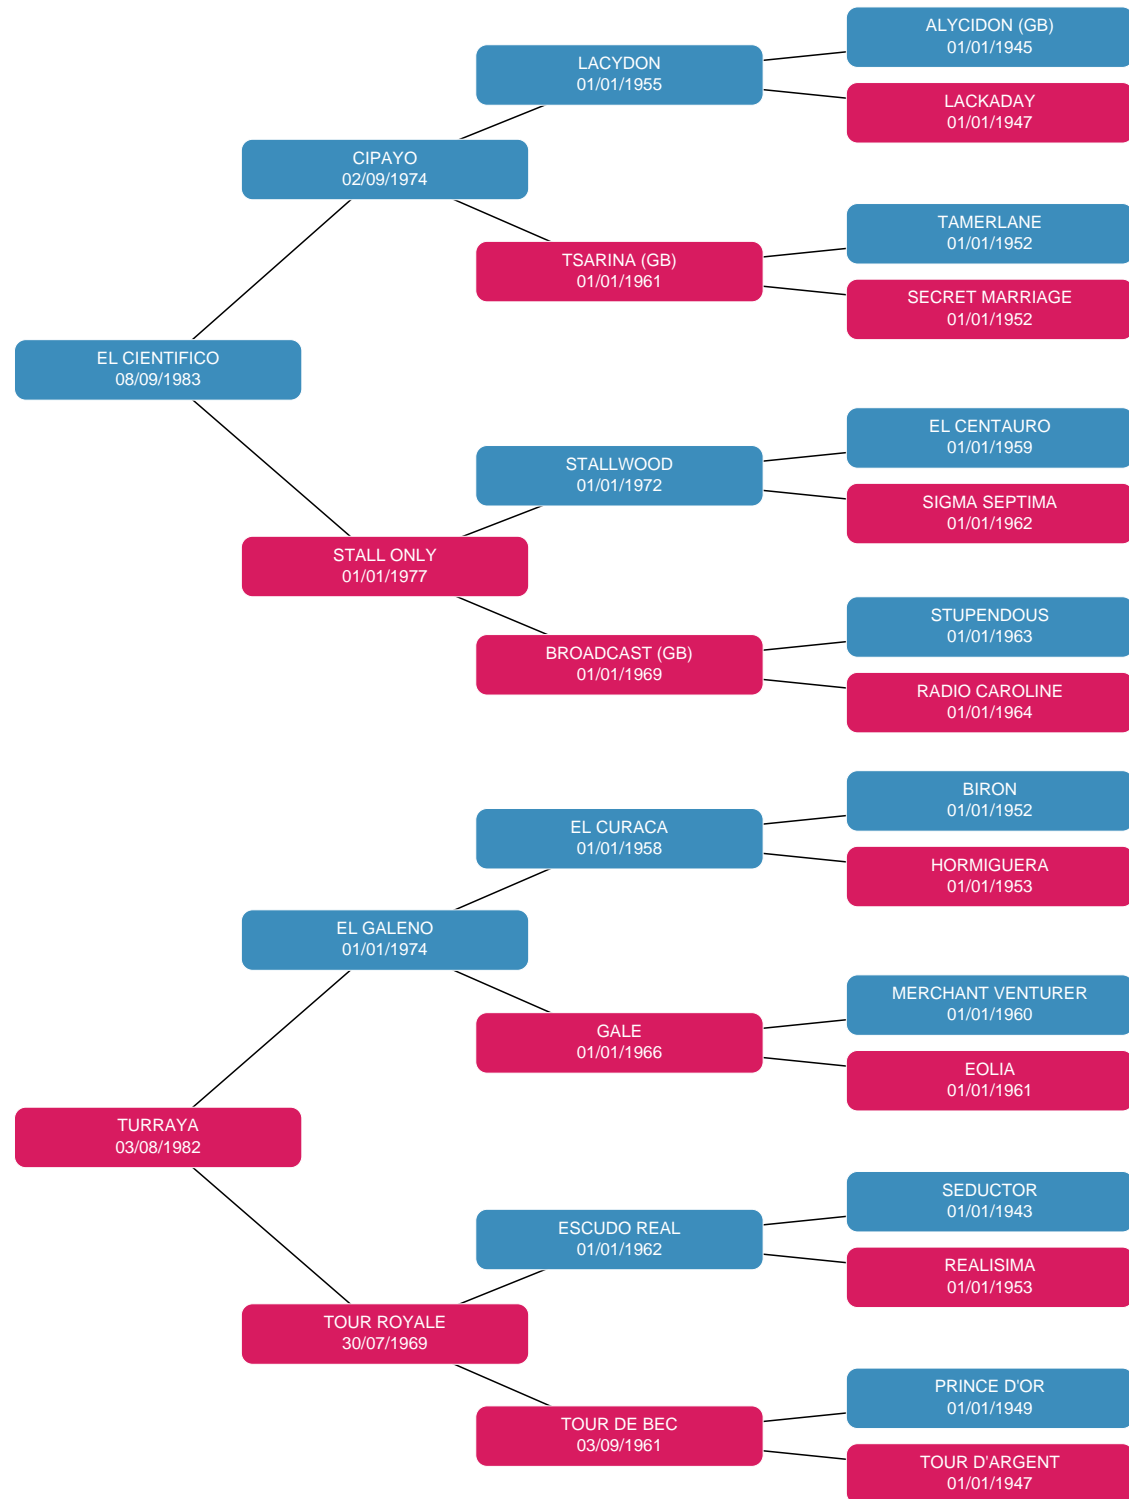 ALYCIDON (GB)
01/01/1945
LACYDON
01/01/1955
LACKADAY
01/01/1947
CIPAYO
02/09/1974
TAMERLANE
01/01/1952
TSARINA (GB)
01/01/1961
SECRET MARRIAGE
01/01/1952
EL CIENTIFICO
08/09/1983
EL CENTAURO
01/01/1959
STALLWOOD
01/01/1972
SIGMA SEPTIMA
01/01/1962
STALL ONLY
01/01/1977
STUPENDOUS
01/01/1963
BROADCAST (GB)
01/01/1969
RADIO CAROLINE
01/01/1964
BIRON
01/01/1952
EL CURACA
01/01/1958
HORMIGUERA
01/01/1953
EL GALENO
01/01/1974
MERCHANT VENTURER
01/01/1960
GALE
01/01/1966
EOLIA
01/01/1961
TURRAYA
03/08/1982
SEDUCTOR
01/01/1943
ESCUDO REAL
01/01/1962
REALISIMA
01/01/1953
TOUR ROYALE
30/07/1969
PRINCE D'OR
01/01/1949
TOUR DE BEC
03/09/1961
TOUR D'ARGENT
01/01/1947